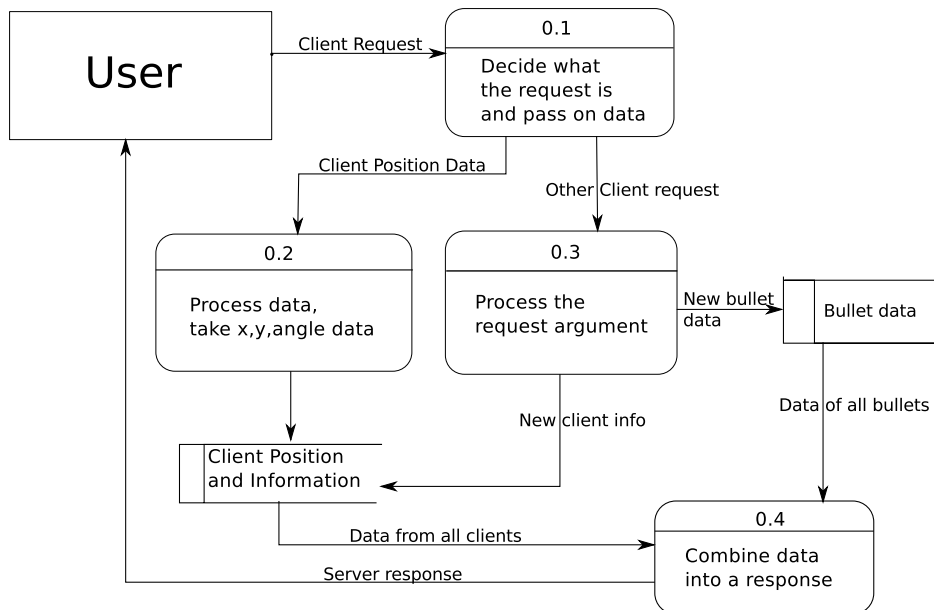 User
Client Request
0.1
Decide what
the request is
and pass on data
Client Position Data
Other Client request
0.2
Process data,
take x,y,angle data
0.3
Process the
request argument
New bullet
data
Bullet data
Data of all bullets
New client info
Client Position
and Information
Data from all clients
0.4
Combine data
into a response
Server response